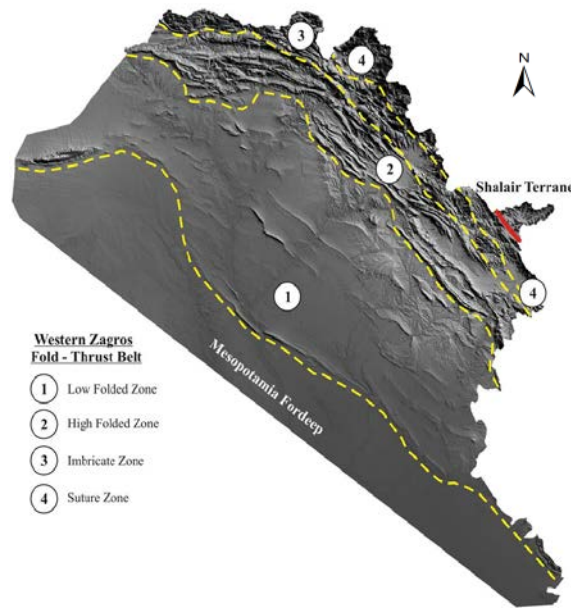 3
4
N
2
Shalair Terrane
4
1
Mesopotamia Fordeep
Western Zagros
Fold - Thrust Belt
1 Low Folded Zone
2 High Folded Zone
3 Imbricate Zone
4 Suture Zone